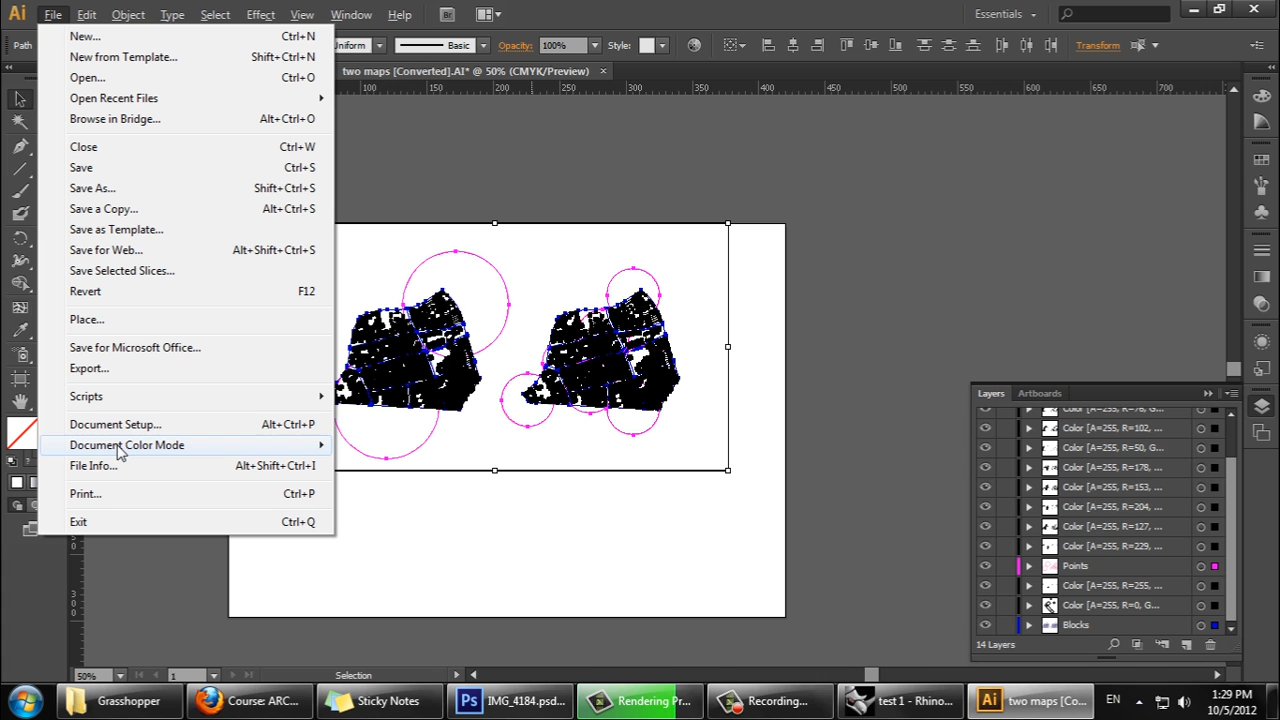 Ai File Edit Object Type Select Effect View Window Help Br Essentials
Path Uniform Basic Opacity: 100% Style: Transform
two maps [Converted].AI* @ 50% (CMYK/Preview)
100 150 200 250 300 350 400 450 500 550 600 650 700
New... Ctrl+N
New from Template... Shift+Ctrl+N
Open... Ctrl+O
Open Recent Files
Browse in Bridge... Alt+Ctrl+O
Close Ctrl+W
Save Ctrl+S
Save As... Shift+Ctrl+S
Save a Copy... Alt+Ctrl+S
Save as Template...
Save for Web... Alt+Shift+Ctrl+S
Save Selected Slices...
Revert F12
Place...
Save for Microsoft Office...
Export...
Scripts
Document Setup... Alt+Ctrl+P
Document Color Mode
File Info... Alt+Shift+Ctrl+I
Print... Ctrl+P
Exit Ctrl+Q
300
Layers Artboards
Color [A=255, R=102, ...
Color [A=255, R=50, G...
Color [A=255, R=178, ...
Color [A=255, R=153, ...
Color [A=255, R=204, ...
Color [A=255, R=127, ...
Color [A=255, R=229, ...
Points
Color [A=255, R=255, ...
Color [A=255, R=0, G...
Blocks
14 Layers
50% 1 Selection
Grasshopper
Course: ARC...
Sticky Notes
Ps IMG_4184.psd...
Rendering Pr...
Recording...
test 1 - Rhino...
Ai two maps [Co...
EN
1:29 PM
10/5/2012